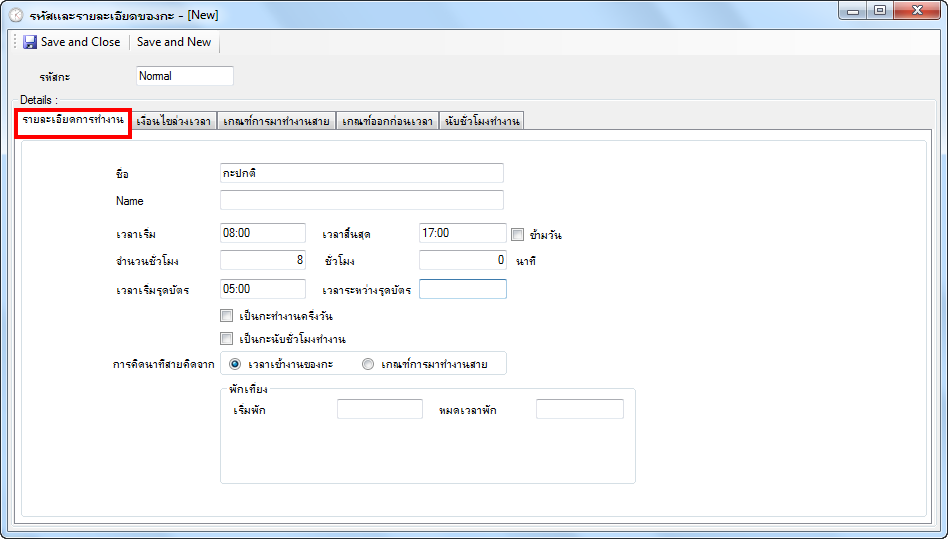 รหัสและรายละเอียดของกะ - [New]
Save and Close Save and New
รหัสกะ Normal
Details :
รายละเอียดการทำงาน เงื่อนไขล่วงเวลา เกณฑ์การมาทำงานสาย เกณฑ์ออกก่อนเวลา นับชั่วโมงทำงาน
ชื่อ กะปกติ
Name
เวลาเริ่ม 08:00 เวลาสิ้นสุด 17:00 ข้ามวัน
จำนวนชั่วโมง 8 ชั่วโมง 0 นาที
เวลาเริ่มรูดบัตร 05:00 เวลาระหว่างรูดบัตร
เป็นกะทำงานครึ่งวัน
เป็นกะนับชั่วโมงทำงาน
การคิดนาทีสายคิดจาก เวลาเข้างานของกะ เกณฑ์การมาทำงานสาย
พักเที่ยง
เริ่มพัก หมดเวลาพัก